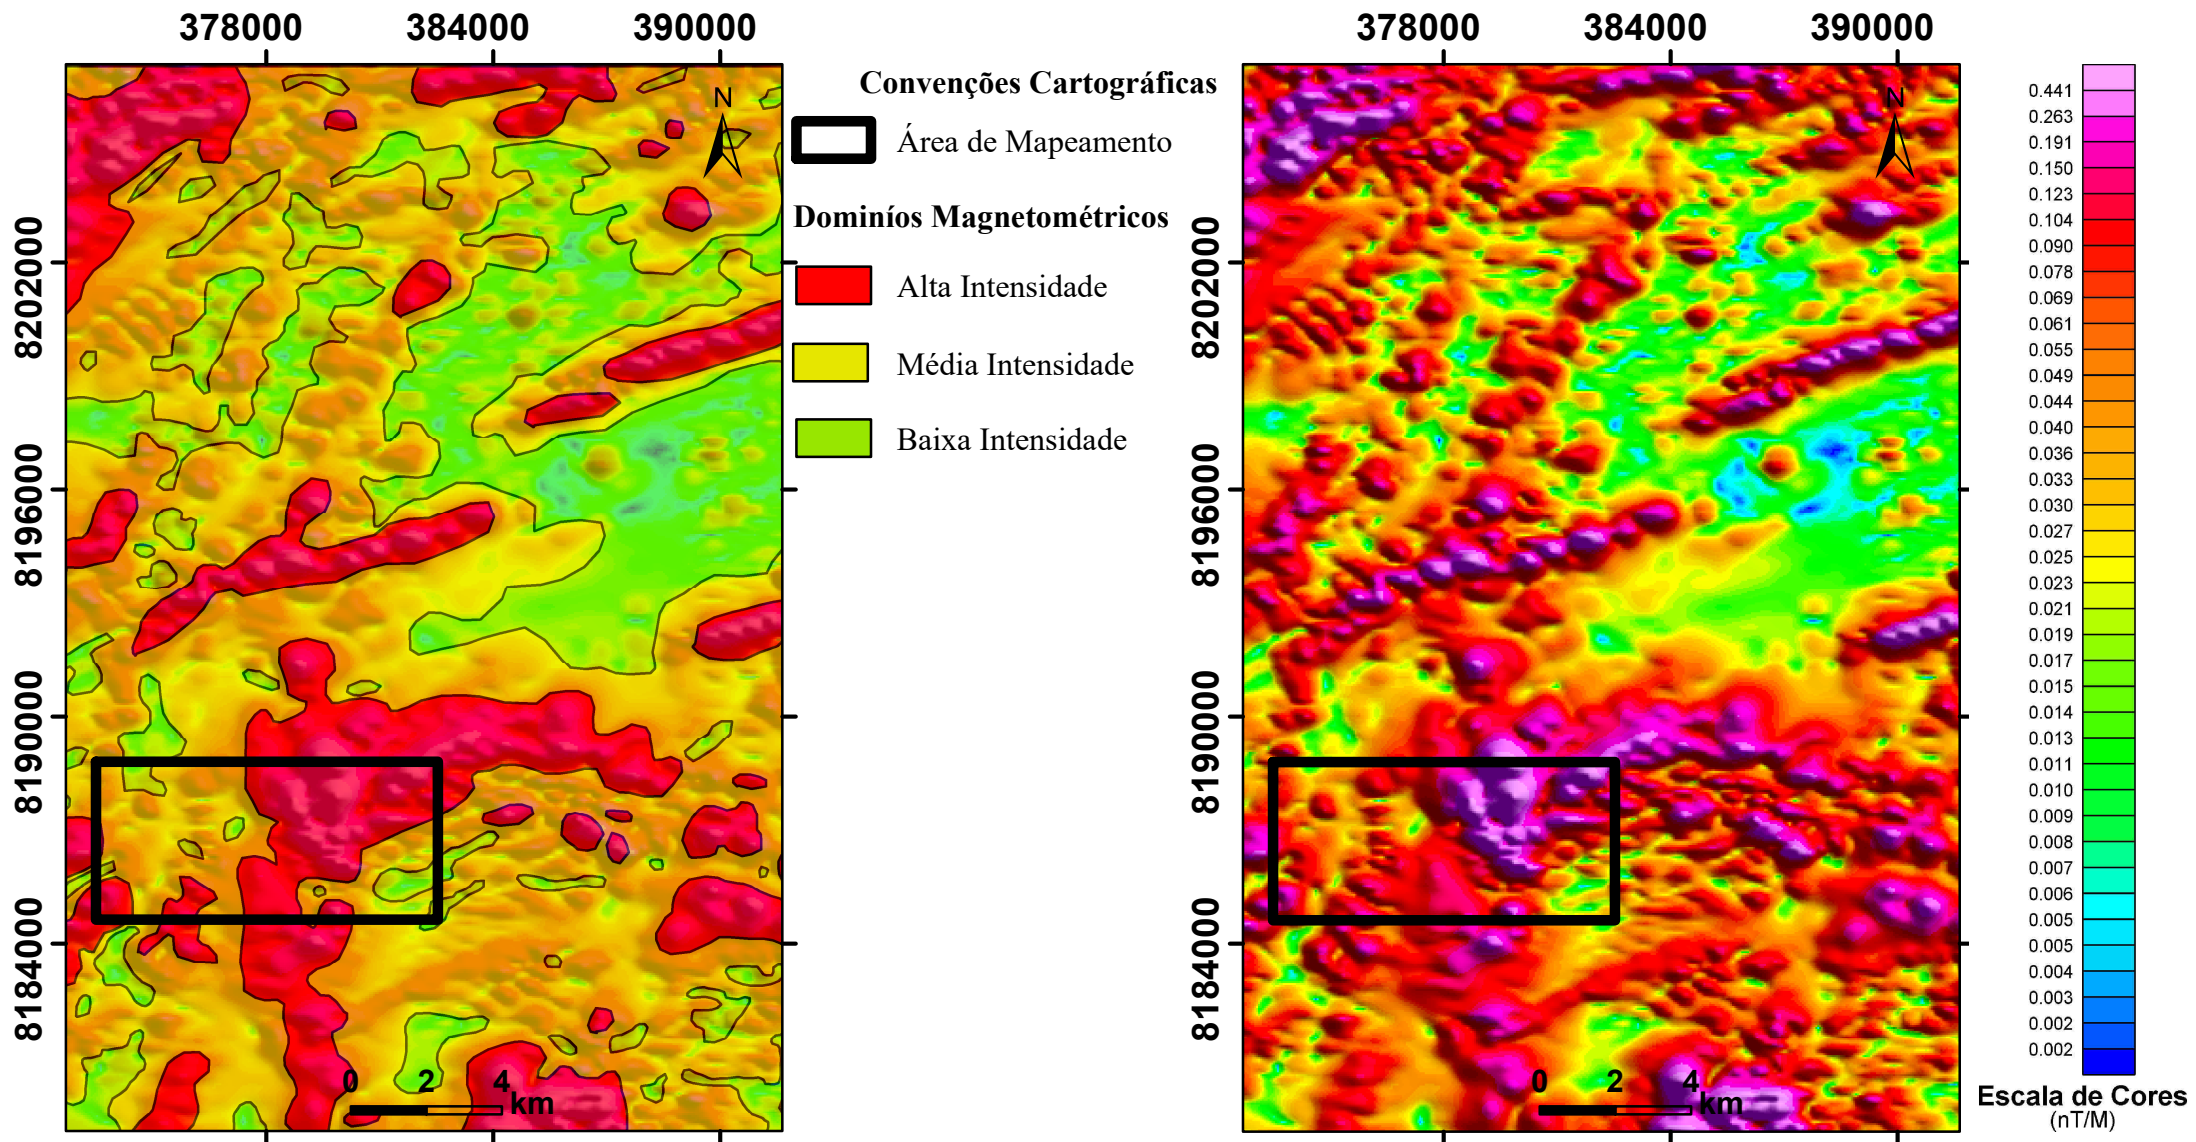 378000 384000 390000
8202000
8196000
8190000
8184000
N
0 2 4
km
Convenções Cartográficas
Área de Mapeamento
Dominíos Magnetométricos
Alta Intensidade
Média Intensidade
Baixa Intensidade
378000 384000 390000
8202000
8196000
8190000
8184000
N
0 2 4
km
0.441
0.263
0.191
0.150
0.123
0.104
0.090
0.078
0.069
0.061
0.055
0.049
0.044
0.040
0.036
0.033
0.030
0.027
0.025
0.023
0.021
0.019
0.017
0.015
0.014
0.013
0.011
0.010
0.009
0.008
0.007
0.006
0.005
0.005
0.004
0.003
0.002
0.002
Escala de Cores
(nT/M)